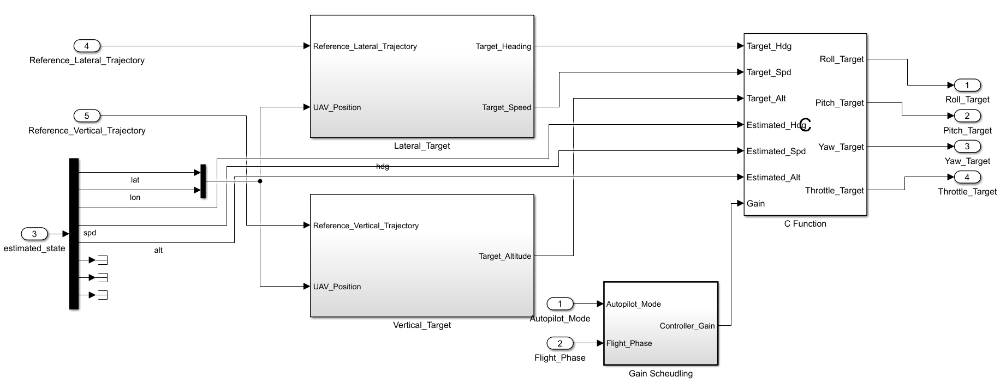 4
Reference_Lateral_Trajectory
5
Reference_Vertical_Trajectory
3
estimated_state
lat
lon
spd
alt
hdg
Reference_Lateral_Trajectory
Target_Heading
UAV_Position
Target_Speed
Lateral_Target
Reference_Vertical_Trajectory
Target_Altitude
UAV_Position
Vertical_Target
1
Autopilot_Mode
2
Flight_Phase
Autopilot_Mode
Controller_Gain
Flight_Phase
Gain Scheudling
Target_Hdg
Target_Spd
Target_Alt
Estimated_Hdg
Estimated_Spd
Estimated_Alt
Gain
C
Roll_Target
Pitch_Target
Yaw_Target
Throttle_Target
C Function
1
Roll_Target
2
Pitch_Target
3
Yaw_Target
4
Throttle_Target